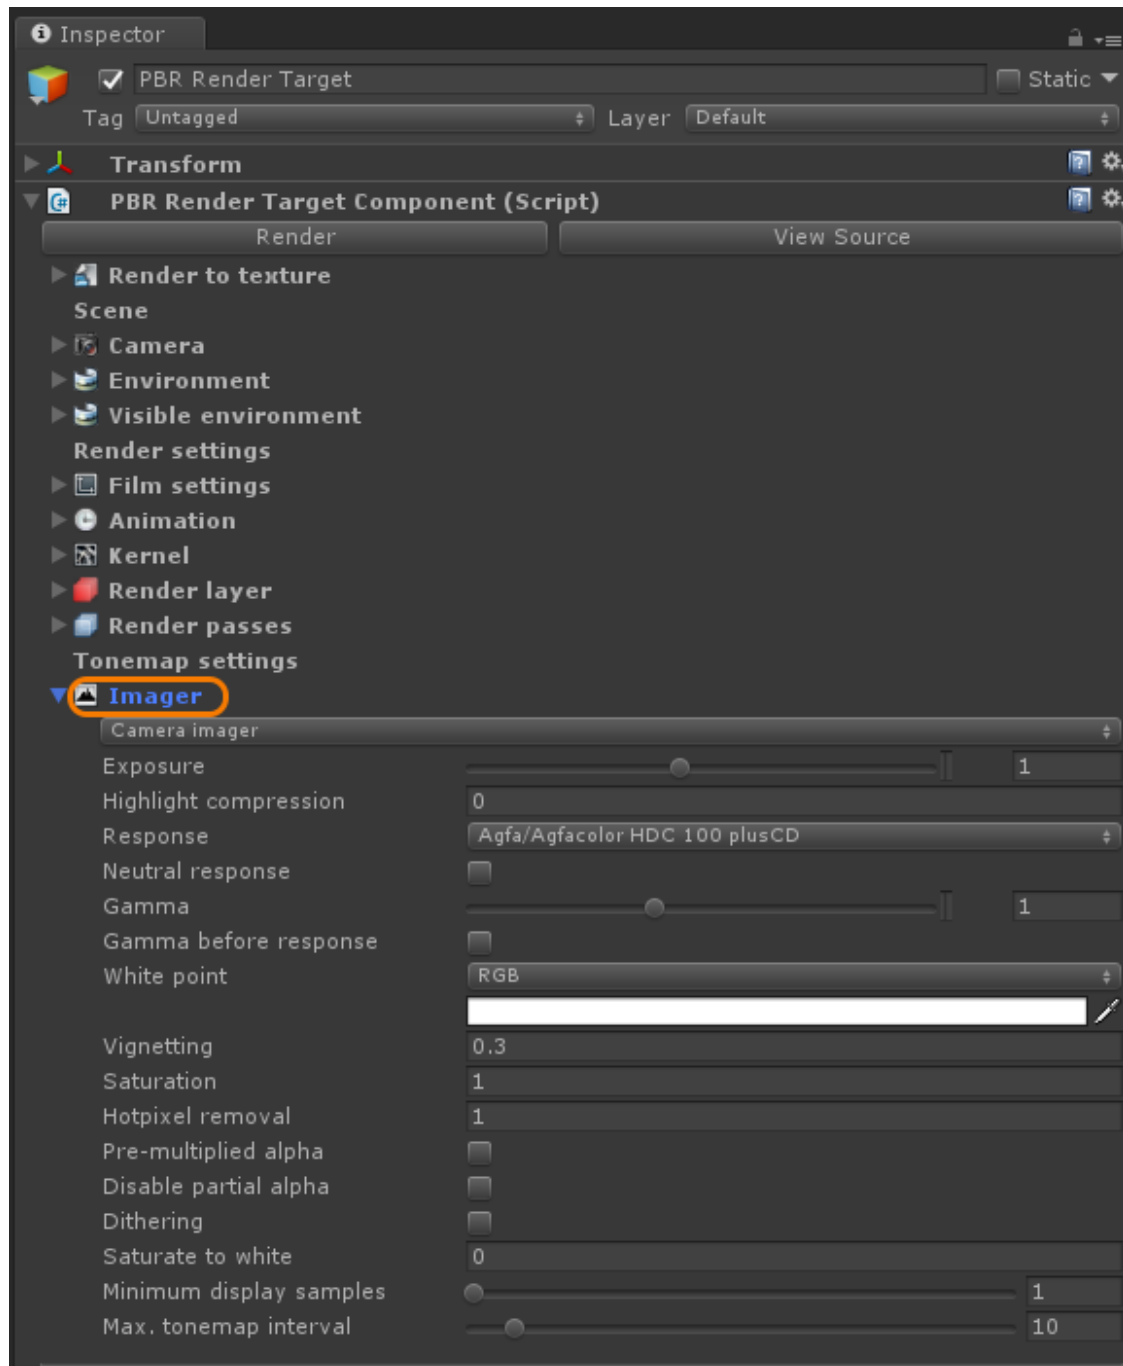 Inspector
PBR Render Target Static
Tag Untagged Layer Default
Transform
PBR Render Target Component (Script)
Render View Source
Render to texture
Scene
Camera
Environment
Visible environment
Render settings
Film settings
Animation
Kernel
Render layer
Render passes
Tonemap settings
Imager
Camera imager
Exposure 1
Highlight compression 0
Response Agfa/Agfacolor HDC 100 plusCD
Neutral response
Gamma 1
Gamma before response
White point RGB
Vignetting 0.3
Saturation 1
Hotpixel removal 1
Pre-multiplied alpha
Disable partial alpha
Dithering
Saturate to white 0
Minimum display samples 1
Max. tonemap interval 10